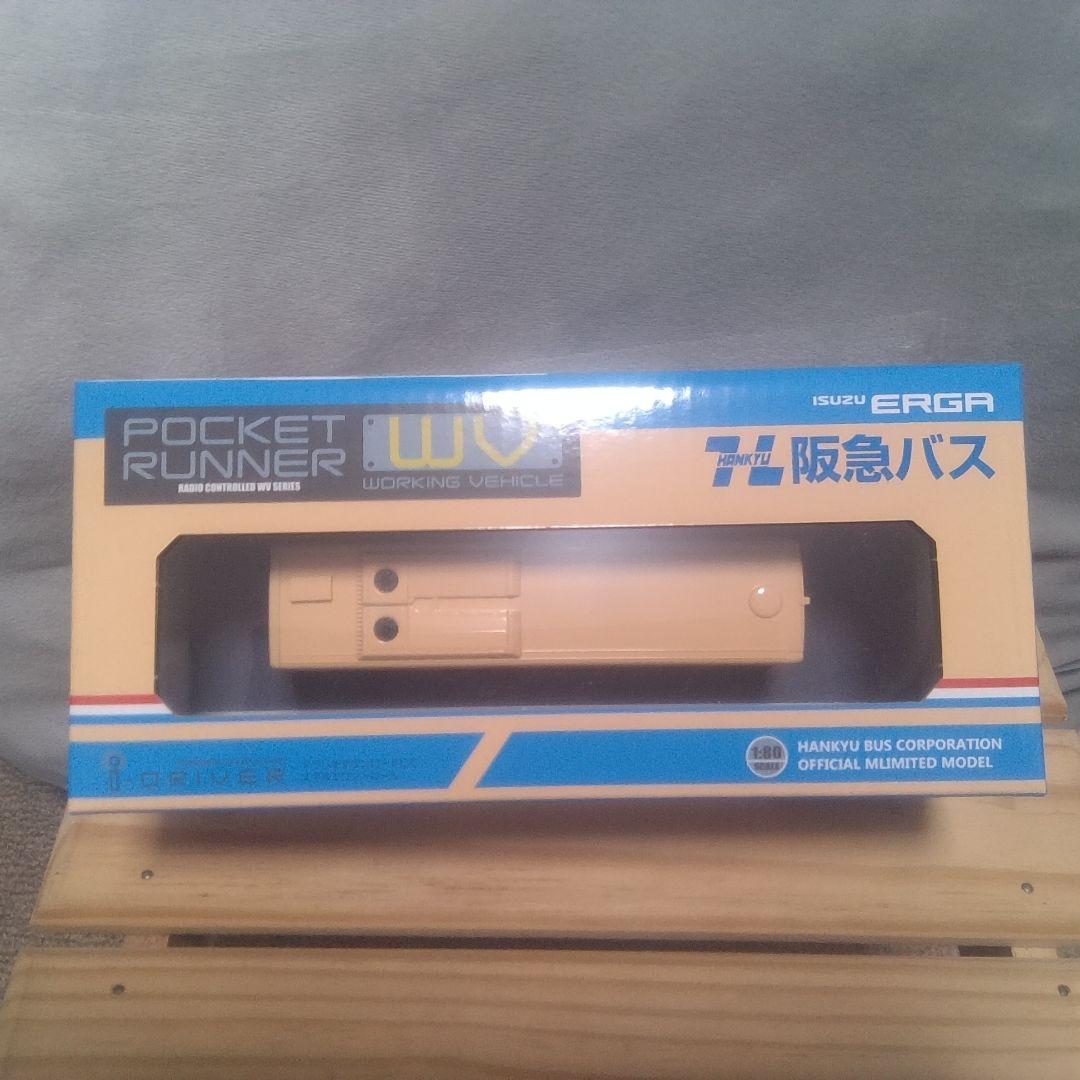 POCKET
RUNNER
RADIO CONTROLLED WV SERIES
WV
WORKING VEHICLE
ISUZU ERGA
HANKYU 阪急バス
i-DRIVER
1:80
SCALE
HANKYU BUS CORPORATION
OFFICIAL MLIMITED MODEL